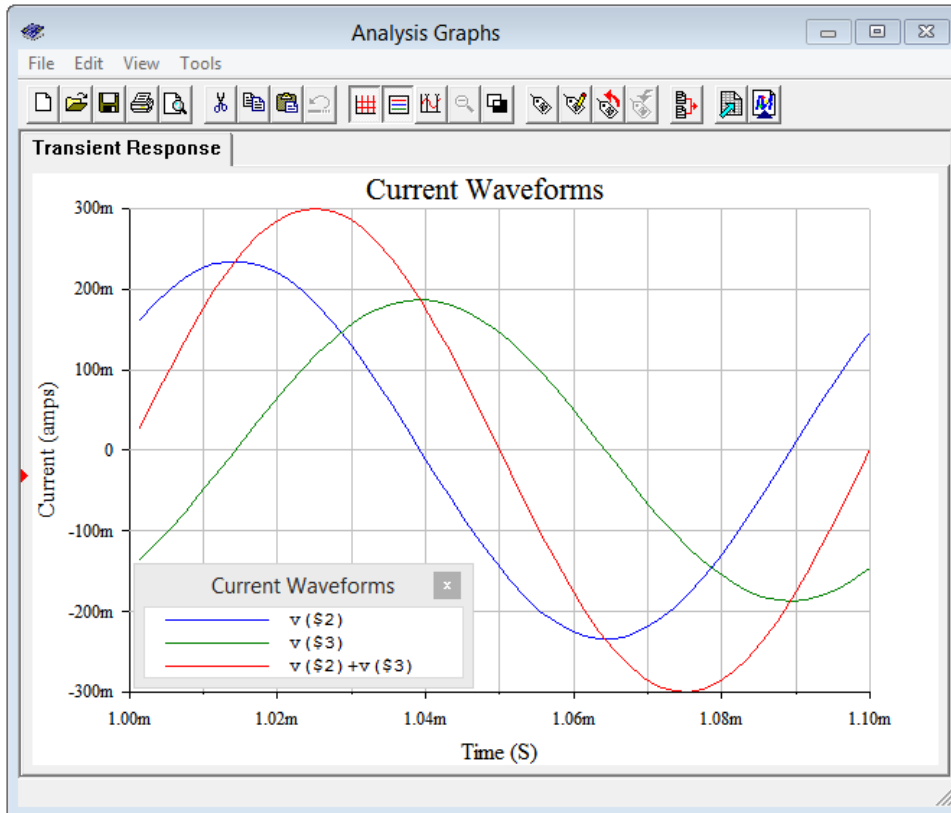 Analysis Graphs
File Edit View Tools
Transient Response
Current Waveforms
300m
200m
100m
0
-100m
-200m
-300m
Current (amps)
Current Waveforms
v($2)
v($3)
v($2)+v($3)
1.00m 1.02m 1.04m 1.06m 1.08m 1.10m
Time (S)